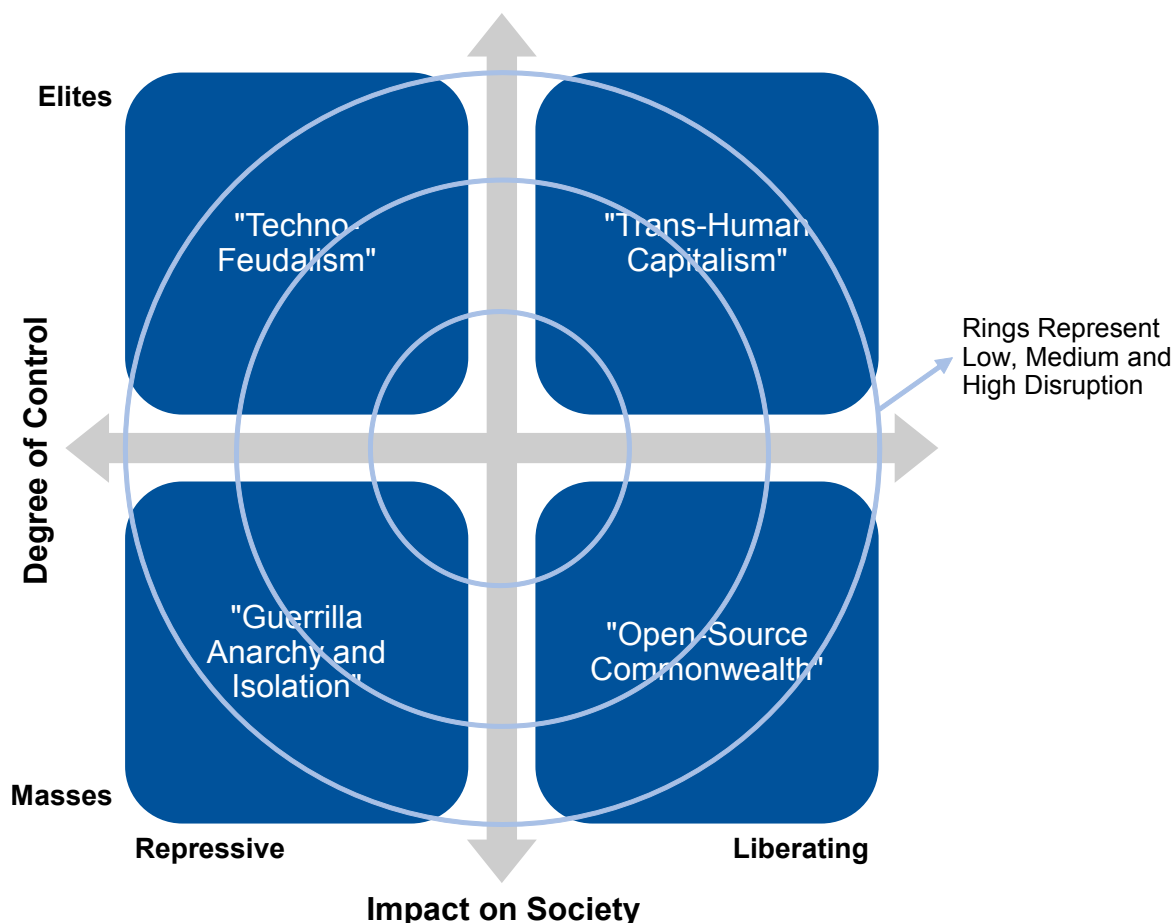 Elites
"Techno-
Feudalism"
"Trans-Human
Capitalism"
Rings Represent
Low, Medium and
High Disruption
Degree of Control
"Guerrilla
Anarchy and
Isolation"
"Open-Source
Commonwealth"
Masses
Repressive
Liberating
Impact on Society